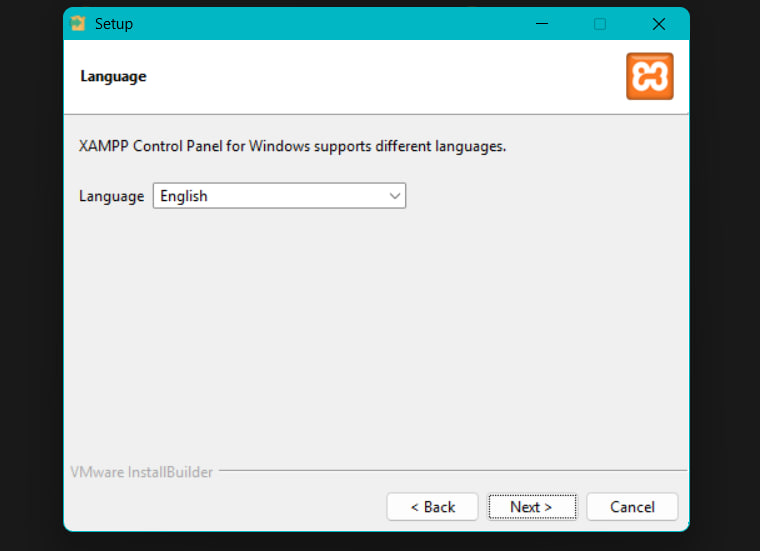 Setup
Language
XAMPP Control Panel for Windows supports different languages.
Language English
VMware InstallBuilder
< Back Next > Cancel